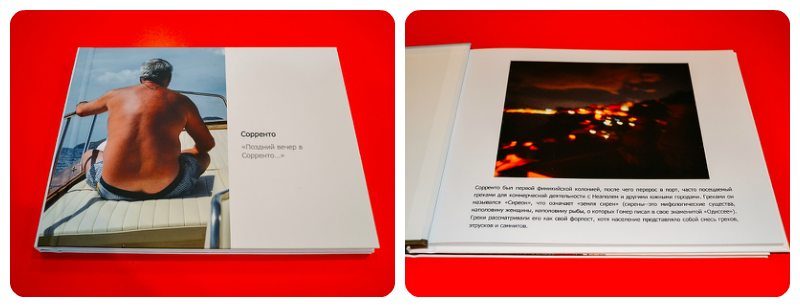 Сорренто
«Поздний вечер в
Сорренто...»
Сорренто был первой финикийской колонией, после чего перерос в порт, часто посещаемый
греками для коммерческой деятельности с Неаполем и другими южными городами. Греками он
назывался «Сиреон», что означает «земля сирен» (сирены-это мифологические существа,
наполовину женщины, наполовину рыбы, о которых Гомер писал в свое знаменитой «Одиссее»).
Греки рассматривали его как свой форпост, хотя население представляло собой смесь греков,
этрусков и самнитов.